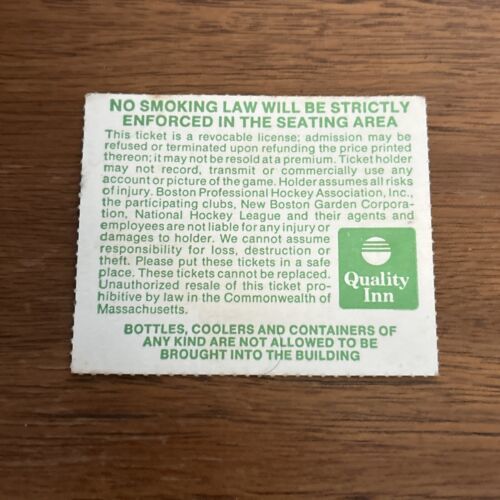 NO SMOKING LAW WILL BE STRICTLY
ENFORCED IN THE SEATING AREA
This ticket is a revocable license; admission may be
refused or terminated upon refunding the price printed
thereon; it may not be resold at a premium. Ticket holder
may not record, transmit or commercially use any
account or picture of the game. Holder assumes all risks
of injury. Boston Professional Hockey Association, Inc.,
the participating clubs, New Boston Garden Corpora-
tion, National Hockey League and their agents and
employees are not liable for any injury or
damages to holder. We cannot assume
responsibility for loss, destruction or
theft. Please put these tickets in a safe
place. These tickets cannot be replaced.
Unauthorized resale of this ticket pro-
hibitive by law in the Commonwealth of
Massachusetts.
Quality
Inn
BOTTLES, COOLERS AND CONTAINERS OF
ANY KIND ARE NOT ALLOWED TO BE
BROUGHT INTO THE BUILDING